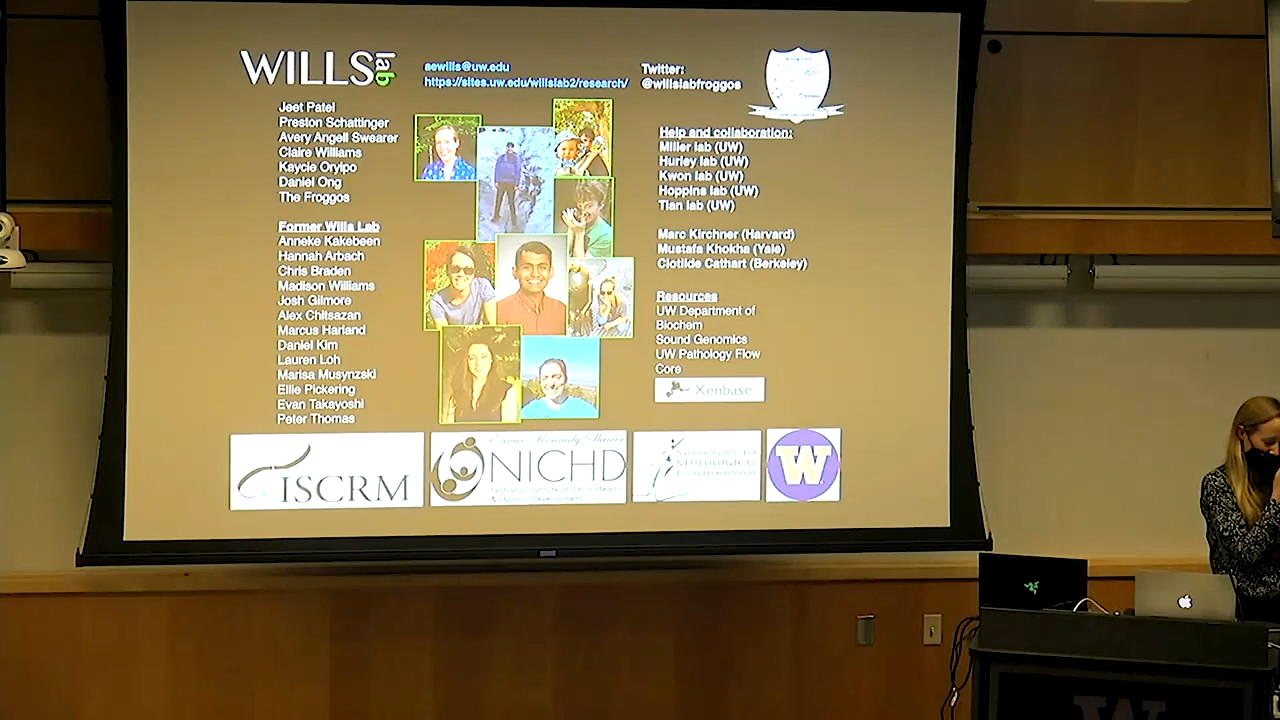 WILLS lab
aewills@uw.edu
https://sites.uw.edu/willslab2/research/
Twitter:
@willslabfroggos
Jeet Patel
Preston Schattinger
Avery Angell Swearer
Claire Williams
Kaycie Oryipo
Daniel Ong
The Froggos
Former Wills Lab
Anneke Kakebeen
Hannah Arbach
Chris Braden
Madison Williams
Josh Gilmore
Alex Chitsazan
Marcus Harland
Daniel Kim
Lauren Loh
Marisa Musynzski
Ellie Pickering
Evan Takayoshi
Peter Thomas
Help and collaboration:
Miller lab (UW)
Hurley lab (UW)
Kwon lab (UW)
Hoppins lab (UW)
Tian lab (UW)
Marc Kirchner (Harvard)
Mustafa Khokha (Yale)
Clotilde Cathart (Berkeley)
Resources
UW Department of
Biochem
Sound Genomics
UW Pathology Flow
Core
Xenbase
ISCRM
NICHD
W
W